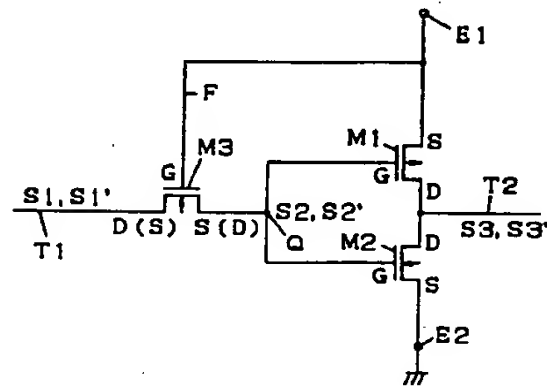 E1
F
M3
M1
S
G
G
D
T2
S1, S1'
S2, S2'
D(S)
S(D)
Q
M2
D
S3, S3'
T1
G
S
E2